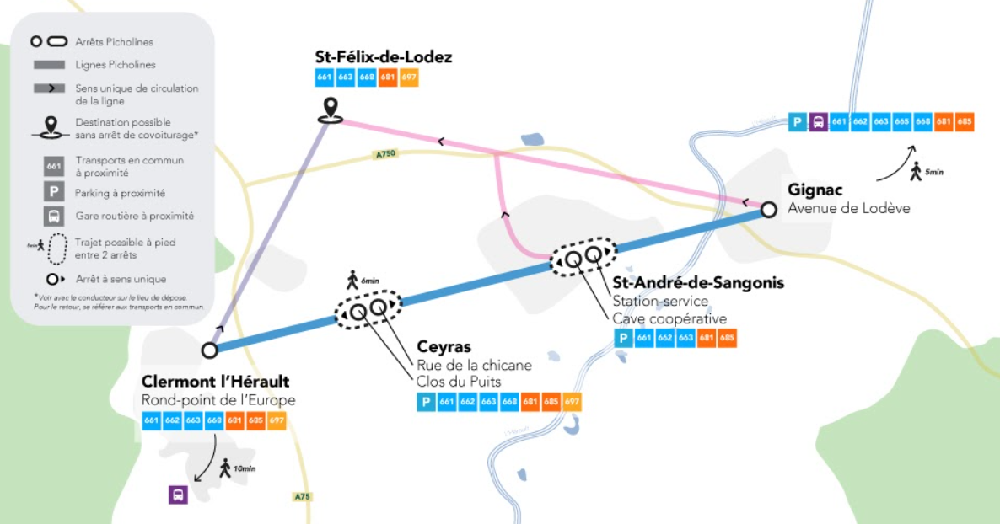 Arrêts Picholines
Lignes Picholines
Sens unique de circulation
de la ligne
Destination possible
sans arrêt de covoiturage*
661
Transports en commun
à proximité
P
Parking à proximité
Gare routière à proximité
6min
Trajet possible à pied
entre 2 arrêts
Arrêt à sens unique
*Voir avec le conducteur sur le lieu de dépose.
Pour le retour, se référer aux transports en commun.
St-Félix-de-Lodez
661 663 668 681 697
A750
P 661 662 663 665 668 681 685
5min
Gignac
Avenue de Lodève
St-André-de-Sangonis
Station-service
Cave coopérative
P 661 662 663 681 685
6min
Ceyras
Rue de la chicane
Clos du Puits
P 661 662 663 668 681 685 697
Clermont l'Hérault
Rond-point de l'Europe
661 662 663 668 681 685 697
10min
A75
L'Hérault